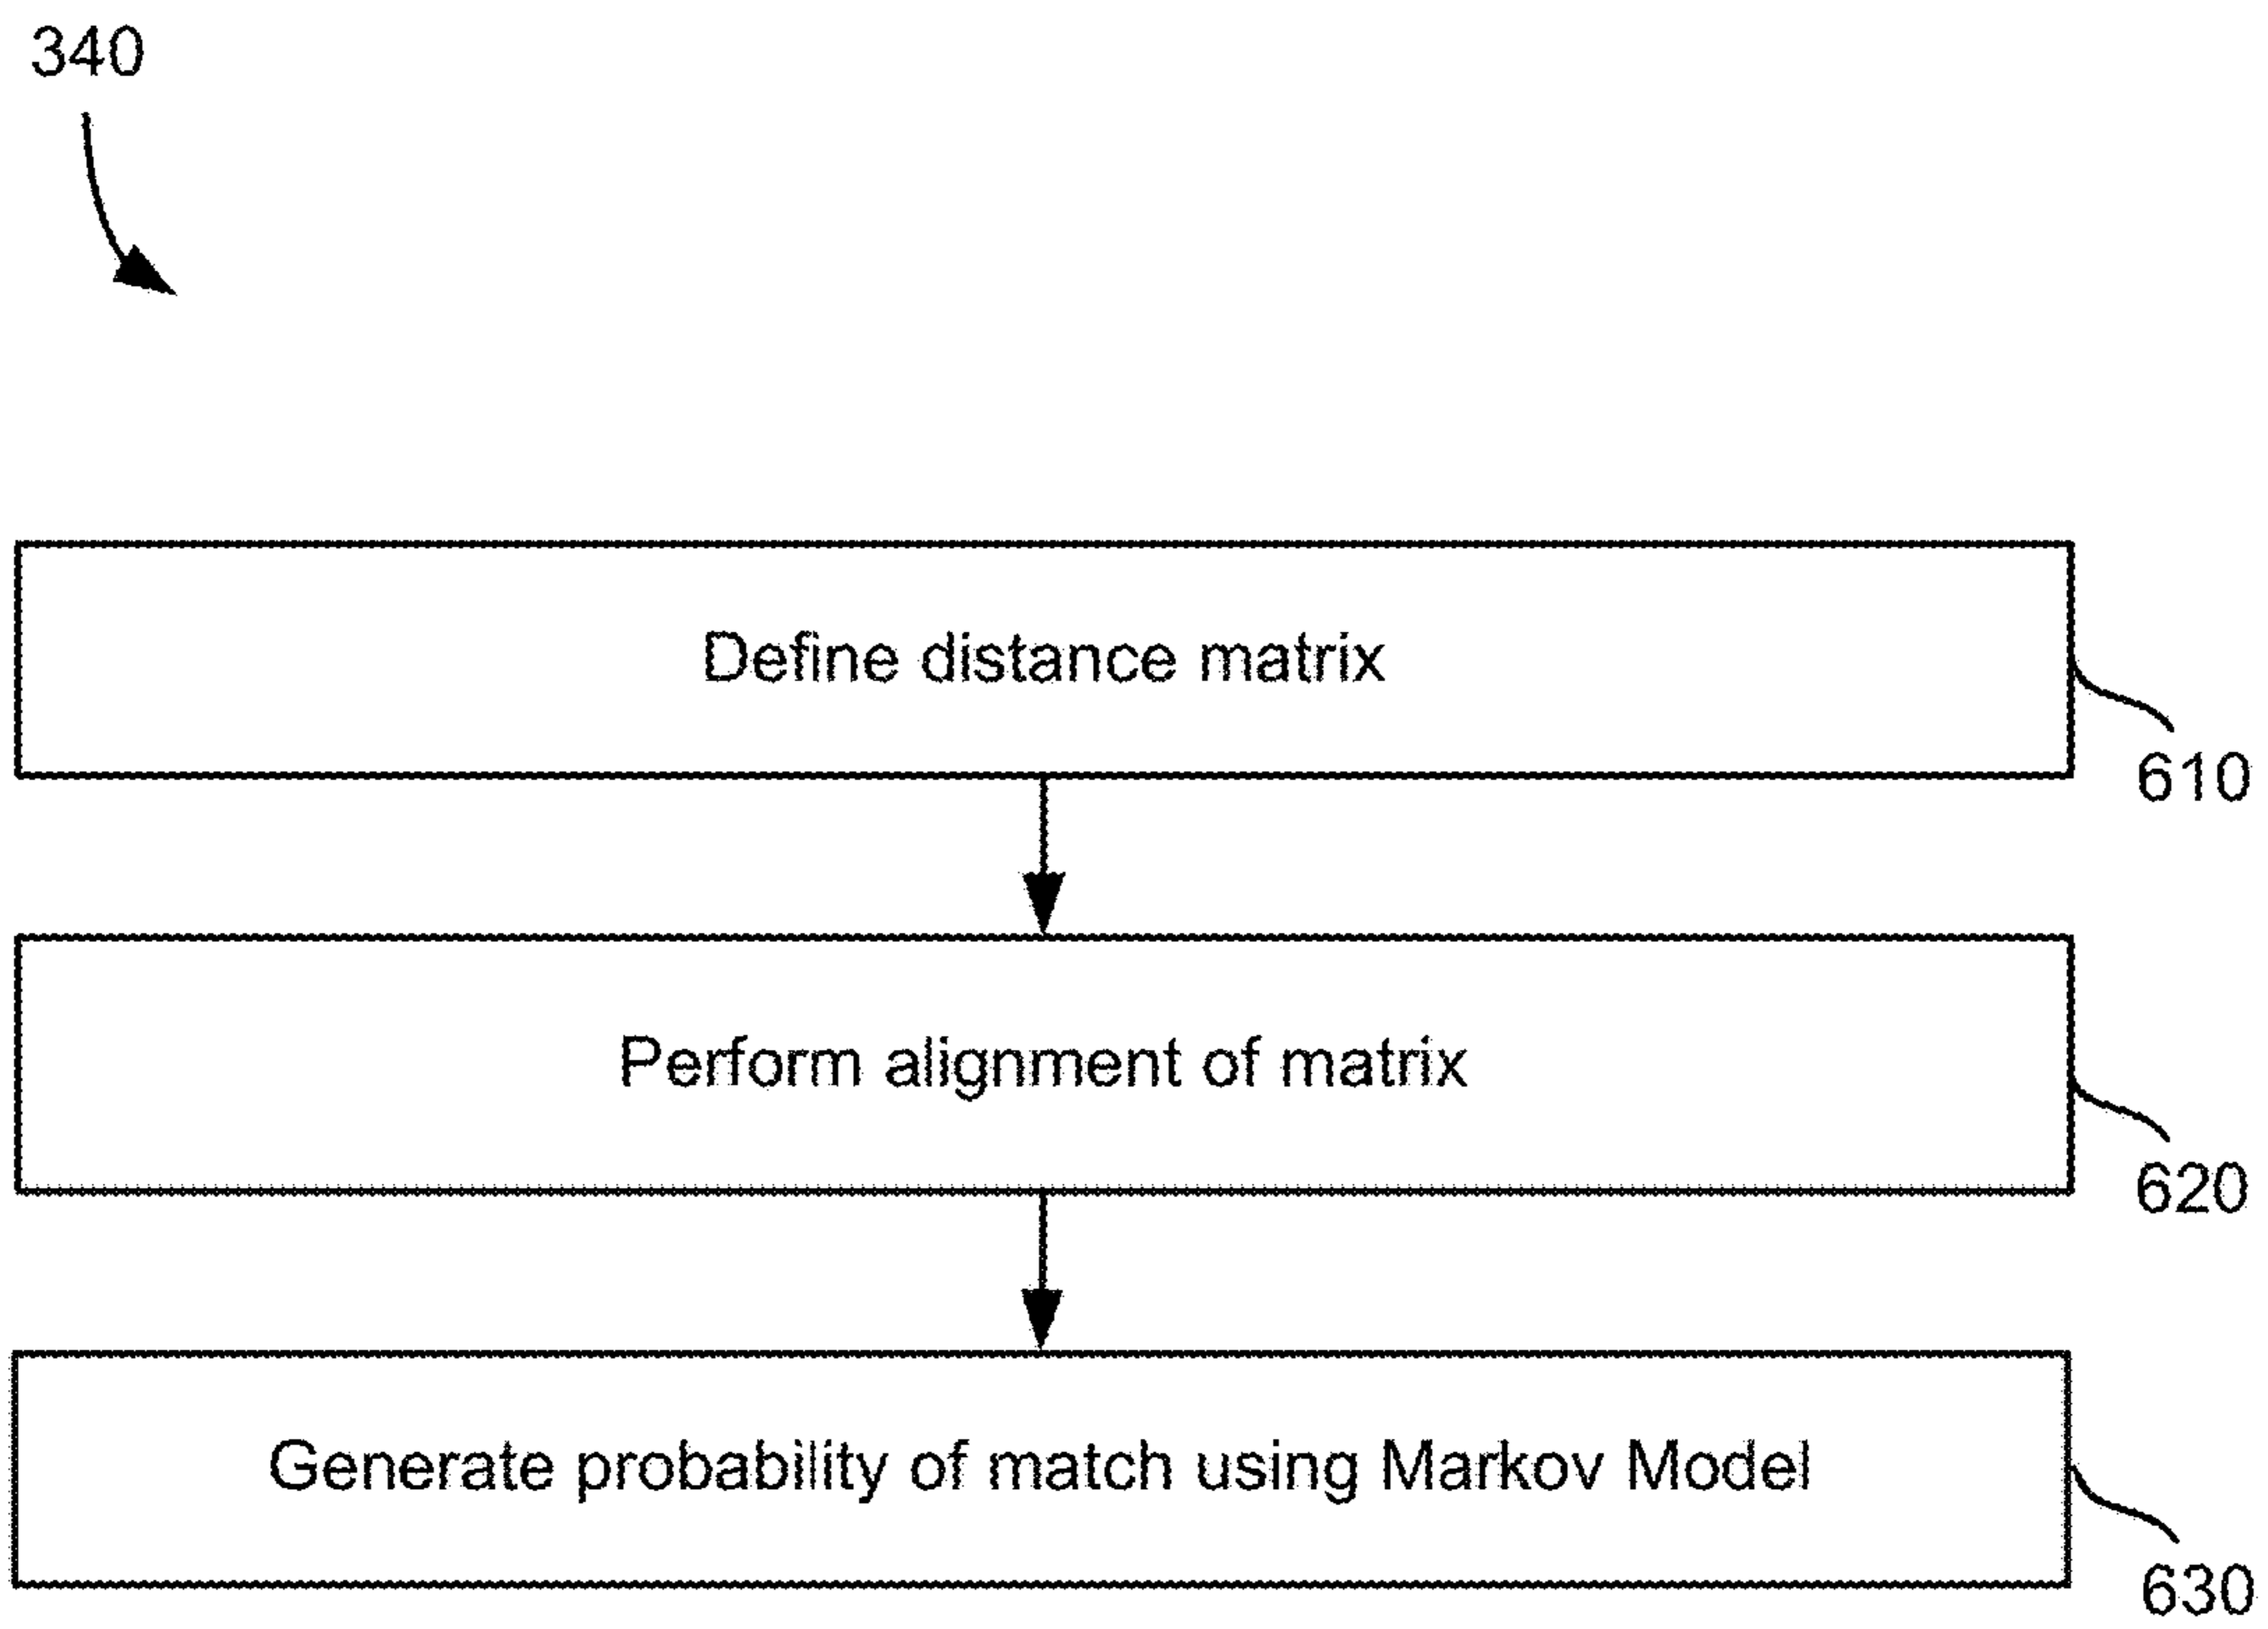 340
Define distance matrix
610
Perform alignment of matrix
620
Generate probability of match using Markov Model
630